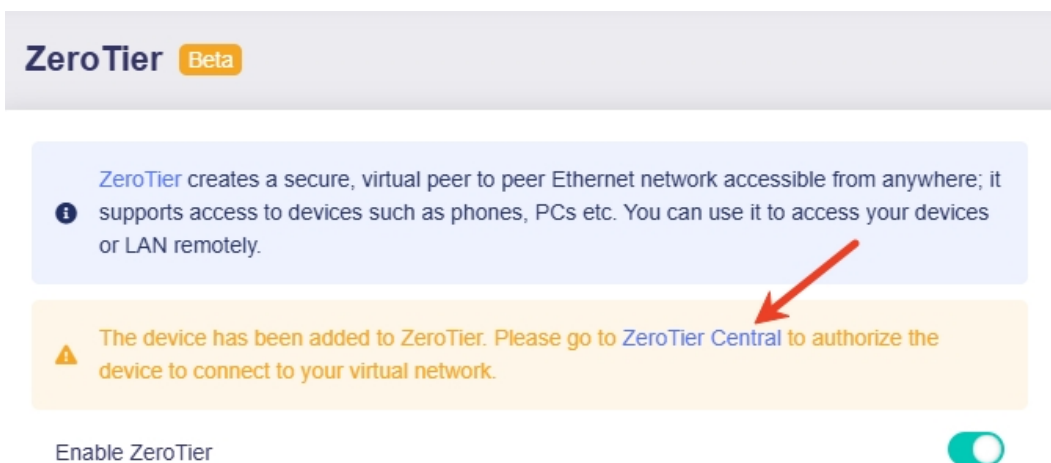 ZeroTier Beta
ZeroTier creates a secure, virtual peer to peer Ethernet network accessible from anywhere; it
supports access to devices such as phones, PCs etc. You can use it to access your devices
or LAN remotely.
The device has been added to ZeroTier. Please go to ZeroTier Central to authorize the
device to connect to your virtual network.
Enable ZeroTier